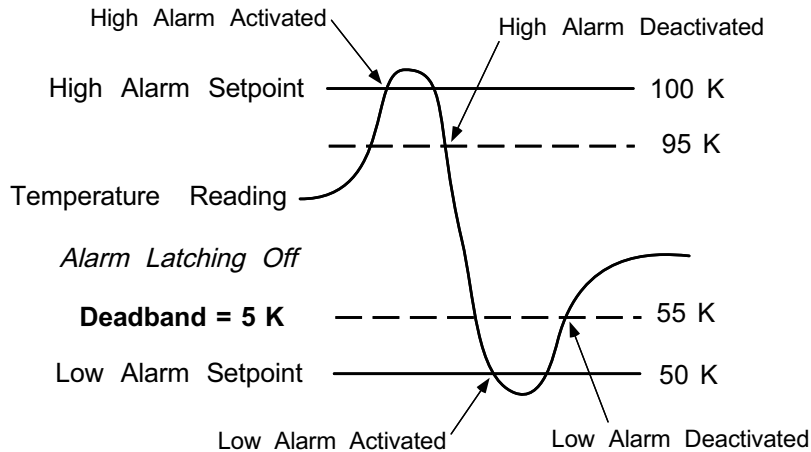 High Alarm Activated
High Alarm Deactivated
High Alarm Setpoint
100 K
95 K
Temperature Reading
Alarm Latching Off
Deadband = 5 K
55 K
Low Alarm Setpoint
50 K
Low Alarm Activated
Low Alarm Deactivated